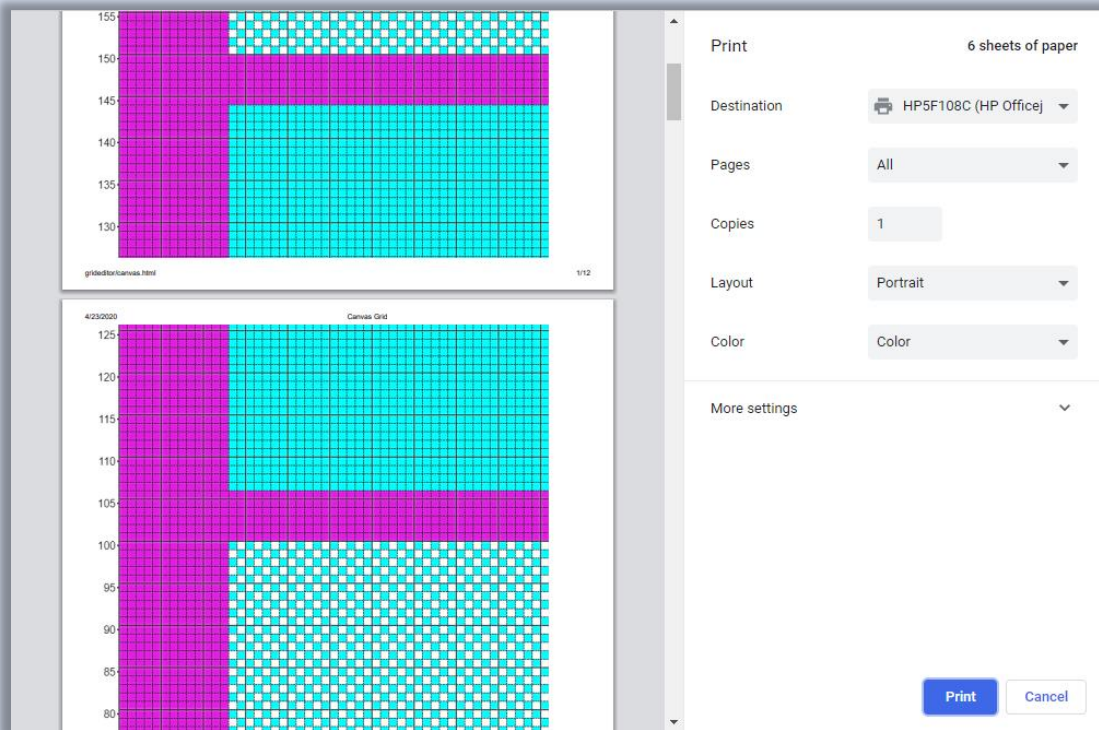 155
150
145
140
135
130
grideditor/canvas.html 1/12
4/23/2020 Canvas Grid
125
120
115
110
105
100
95
90
85
80
Print 6 sheets of paper
Destination HP5F108C (HP Officej
Pages All
Copies 1
Layout Portrait
Color Color
More settings
Print Cancel